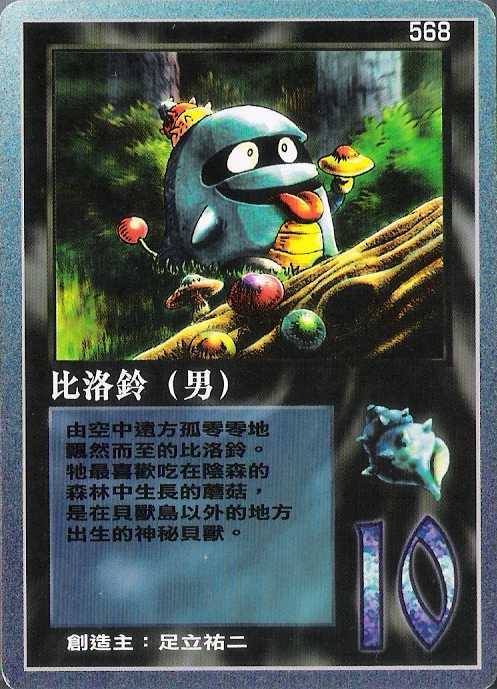 568
比洛鈴（男）
由空中遠方孤零零地
飄然而至的比洛鈴。
牠最喜歡吃在陰森的
森林中生長的蘑菇，
是在貝獸島以外的地方
出生的神秘貝獸。
10
創造主：足立祐二